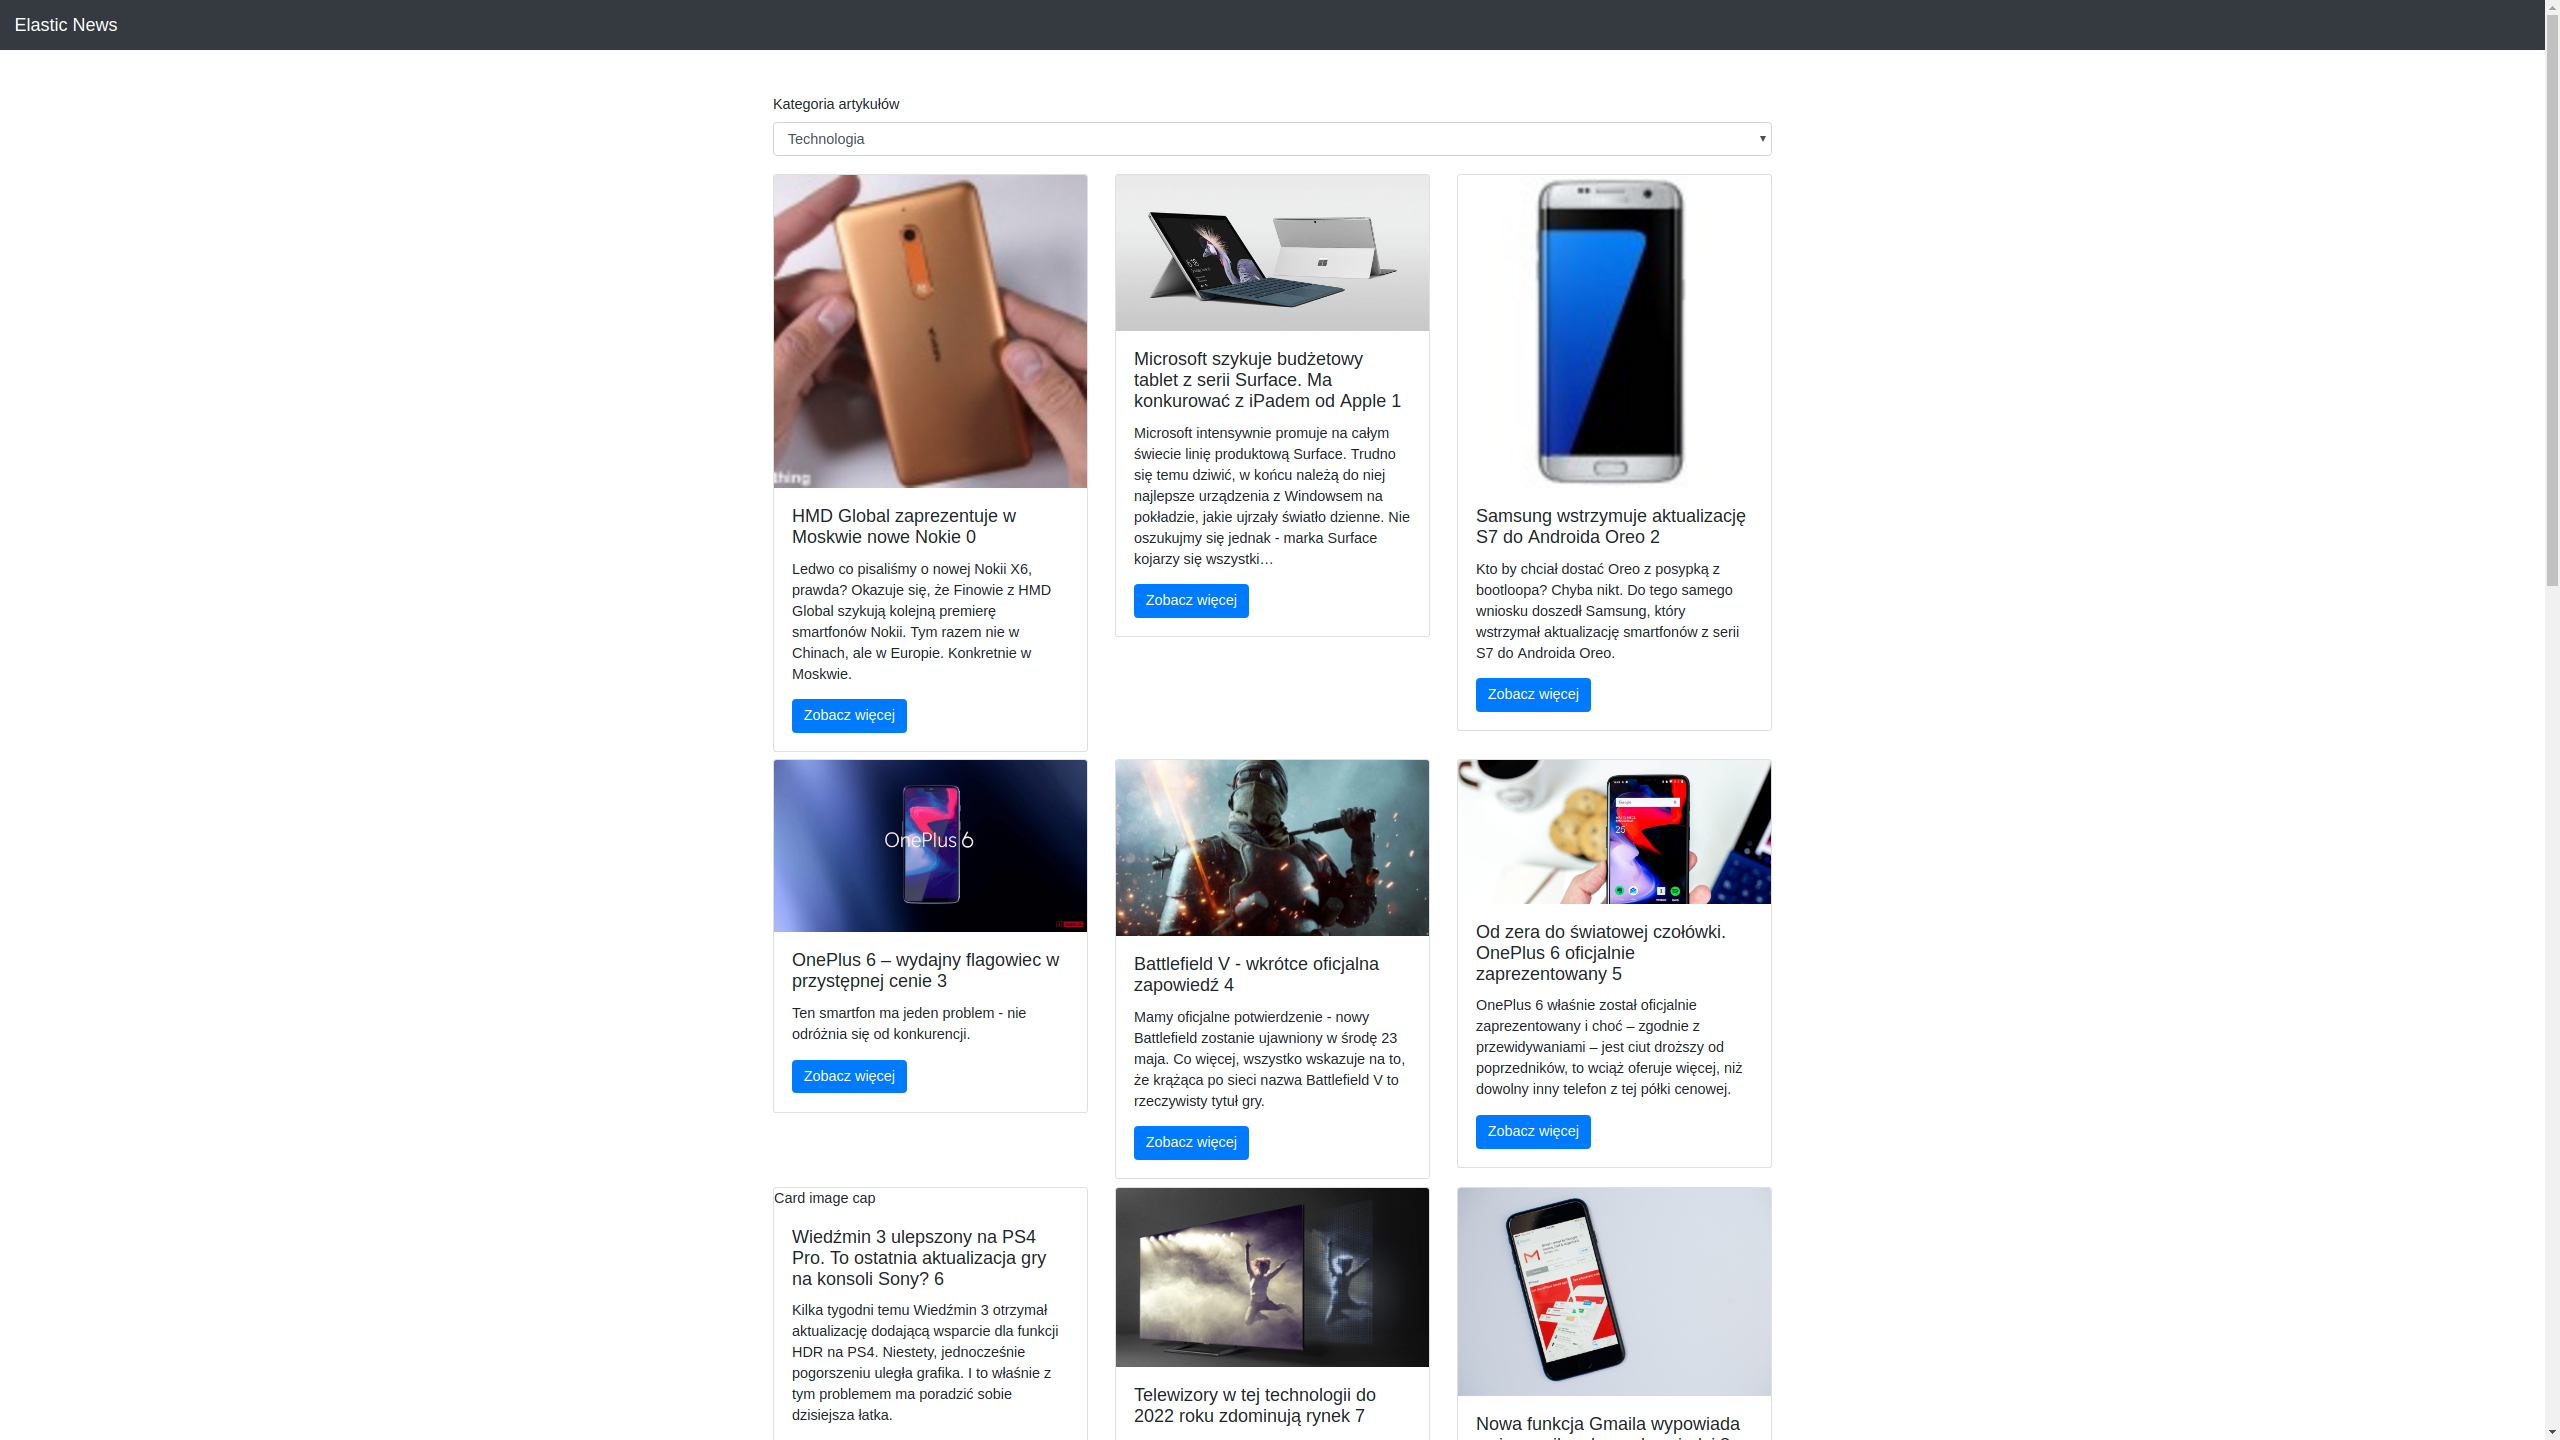 Elastic News
Kategoria artykułów
Technologia
thing
HMD Global zaprezentuje w
Moskwie nowe Nokie 0
Ledwo co pisaliśmy o nowej Nokii X6,
prawda? Okazuje się, że Finowie z HMD
Global szykują kolejną premierę
smartfonów Nokii. Tym razem nie w
Chinach, ale w Europie. Konkretnie w
Moskwie.
Zobacz więcej
Microsoft szykuje budżetowy
tablet z serii Surface. Ma
konkurować z iPadem od Apple 1
Microsoft intensywnie promuje na całym
świecie linię produktową Surface. Trudno
się temu dziwić, w końcu należą do niej
najlepsze urządzenia z Windowsem na
pokładzie, jakie ujrzały światło dzienne. Nie
oszukujmy się jednak - marka Surface
kojarzy się wszystki…
Zobacz więcej
Samsung wstrzymuje aktualizację
S7 do Androida Oreo 2
Kto by chciał dostać Oreo z posypką z
bootloopa? Chyba nikt. Do tego samego
wniosku doszedł Samsung, który
wstrzymał aktualizację smartfonów z serii
S7 do Androida Oreo.
Zobacz więcej
OnePlus 6
OnePlus 6 – wydajny flagowiec w
przystępnej cenie 3
Ten smartfon ma jeden problem - nie
odróżnia się od konkurencji.
Zobacz więcej
Battlefield V - wkrótce oficjalna
zapowiedź 4
Mamy oficjalne potwierdzenie - nowy
Battlefield zostanie ujawniony w środę 23
maja. Co więcej, wszystko wskazuje na to,
że krążąca po sieci nazwa Battlefield V to
rzeczywisty tytuł gry.
Zobacz więcej
25°
Od zera do światowej czołówki.
OnePlus 6 oficjalnie
zaprezentowany 5
OnePlus 6 właśnie został oficjalnie
zaprezentowany i choć – zgodnie z
przewidywaniami – jest ciut droższy od
poprzedników, to wciąż oferuje więcej, niż
dowolny inny telefon z tej półki cenowej.
Zobacz więcej
Card image cap
Wiedźmin 3 ulepszony na PS4
Pro. To ostatnia aktualizacja gry
na konsoli Sony? 6
Kilka tygodni temu Wiedźmin 3 otrzymał
aktualizację dodającą wsparcie dla funkcji
HDR na PS4. Niestety, jednocześnie
pogorszeniu uległa grafika. I to właśnie z
tym problemem ma poradzić sobie
dzisiejsza łatka.
Telewizory w tej technologii do
2022 roku zdominują rynek 7
Nowa funkcja Gmaila wypowiada